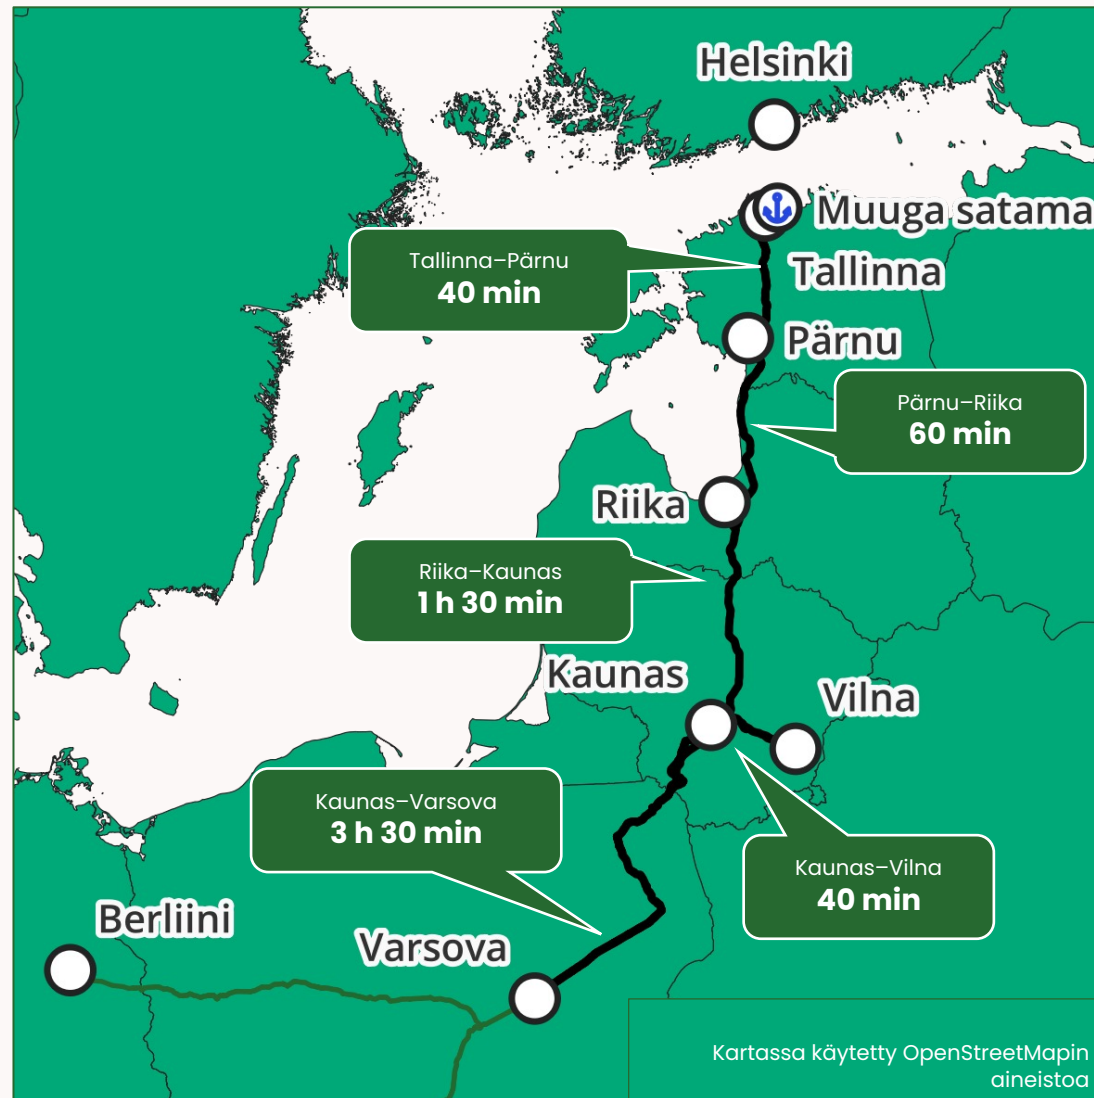 Helsinki
Muuga satama
Tallinna–Pärnu
40 min
Tallinna
Pärnu
Pärnu–Riika
60 min
Riika
Riika–Kaunas
1 h 30 min
Kaunas
Vilna
Kaunas–Varsova
3 h 30 min
Kaunas–Vilna
40 min
Berliini
Varsova
Kartassa käytetty OpenStreetMapin
aineistoa